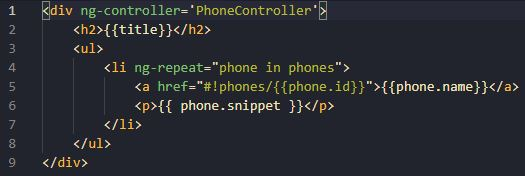 1 <div ng-controller='PhoneController'>
2 <h2>{{title}}</h2>
3 <ul>
4 <li ng-repeat="phone in phones">
5 <a href="#!phones/{{phone.id}}">{{phone.name}}</a>
6 <p>{{ phone.snippet }}</p>
7 </li>
8 </ul>
9 </div>